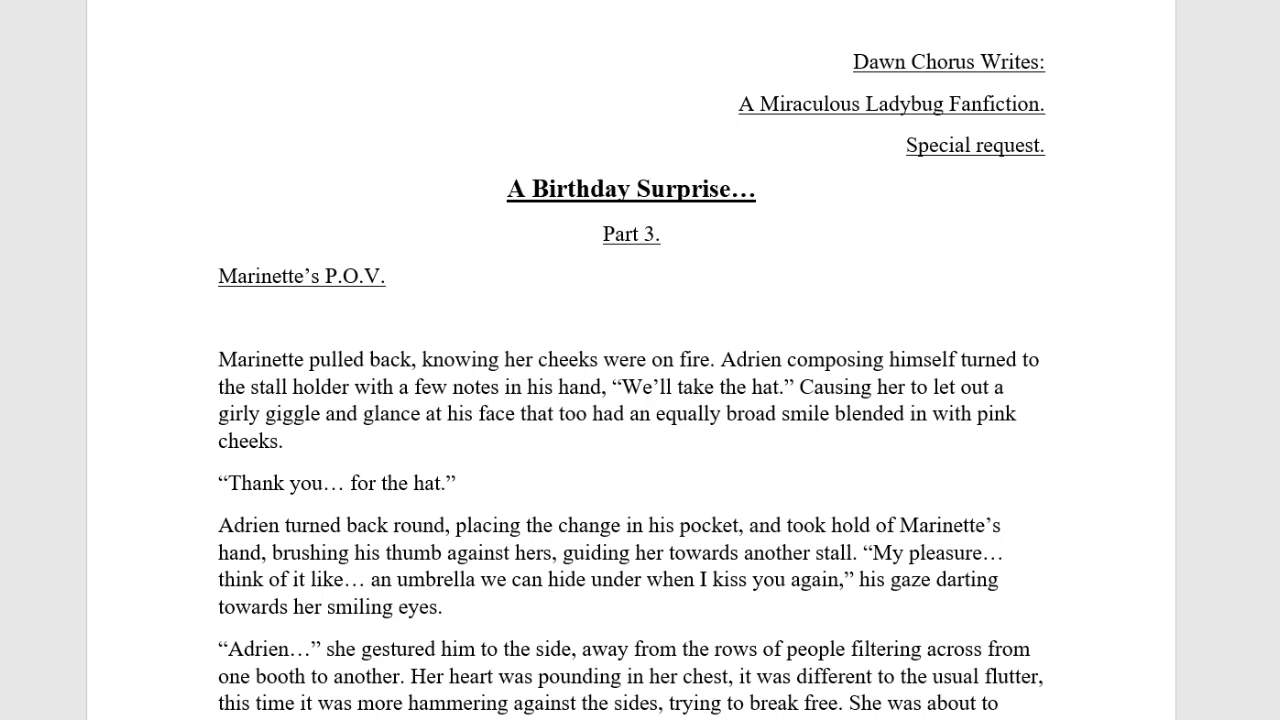 Dawn Chorus Writes:
A Miraculous Ladybug Fanfiction.
Special request.
A Birthday Surprise…
Part 3.
Marinette’s P.O.V.
Marinette pulled back, knowing her cheeks were on fire. Adrien composing himself turned to
the stall holder with a few notes in his hand, “We’ll take the hat.” Causing her to let out a
girly giggle and glance at his face that too had an equally broad smile blended in with pink
cheeks.
“Thank you… for the hat.”
Adrien turned back round, placing the change in his pocket, and took hold of Marinette’s
hand, brushing his thumb against hers, guiding her towards another stall. “My pleasure…
think of it like… an umbrella we can hide under when I kiss you again,” his gaze darting
towards her smiling eyes.
“Adrien…” she gestured him to the side, away from the rows of people filtering across from
one booth to another. Her heart was pounding in her chest, it was different to the usual flutter,
this time it was more hammering against the sides, trying to break free. She was about to